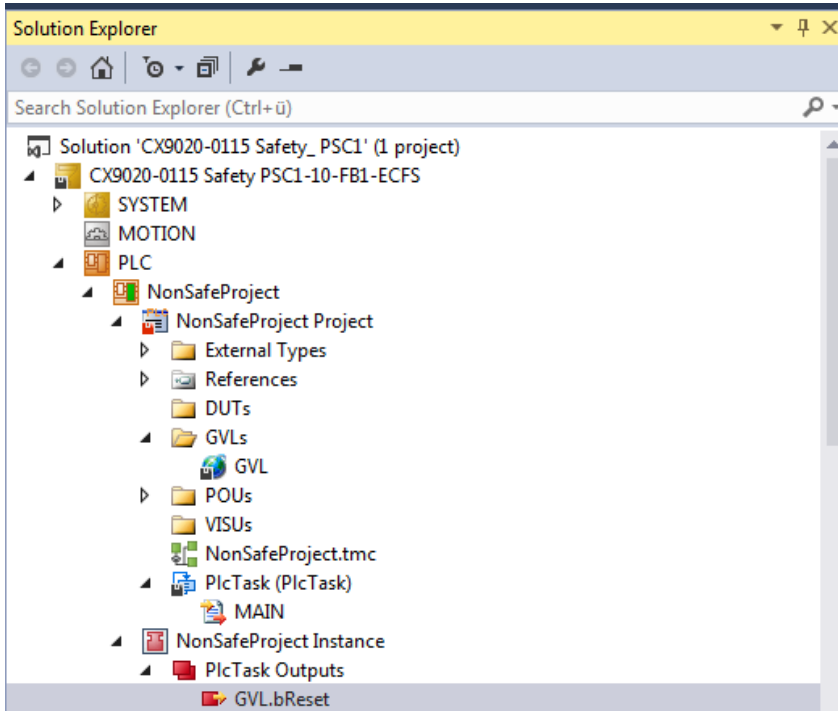 Solution Explorer
Search Solution Explorer (Ctrl+ü)
Solution 'CX9020-0115 Safety_ PSC1' (1 project)
CX9020-0115 Safety PSC1-10-FB1-ECFS
SYSTEM
MOTION
PLC
NonSafeProject
NonSafeProject Project
External Types
References
DUTs
GVLs
GVL
POUs
VISUs
NonSafeProject.tmc
PlcTask (PlcTask)
MAIN
NonSafeProject Instance
PlcTask Outputs
GVL.bReset